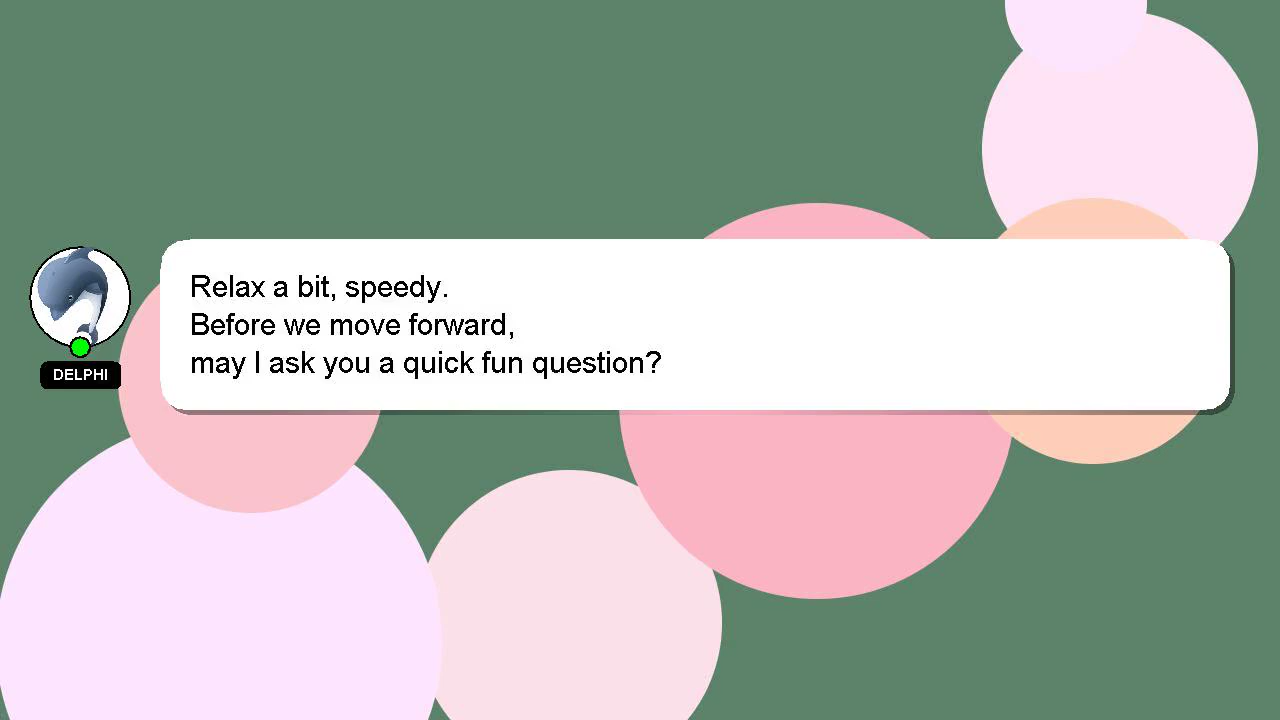 Relax a bit, speedy.
Before we move forward,
may I ask you a quick fun question?
DELPHI